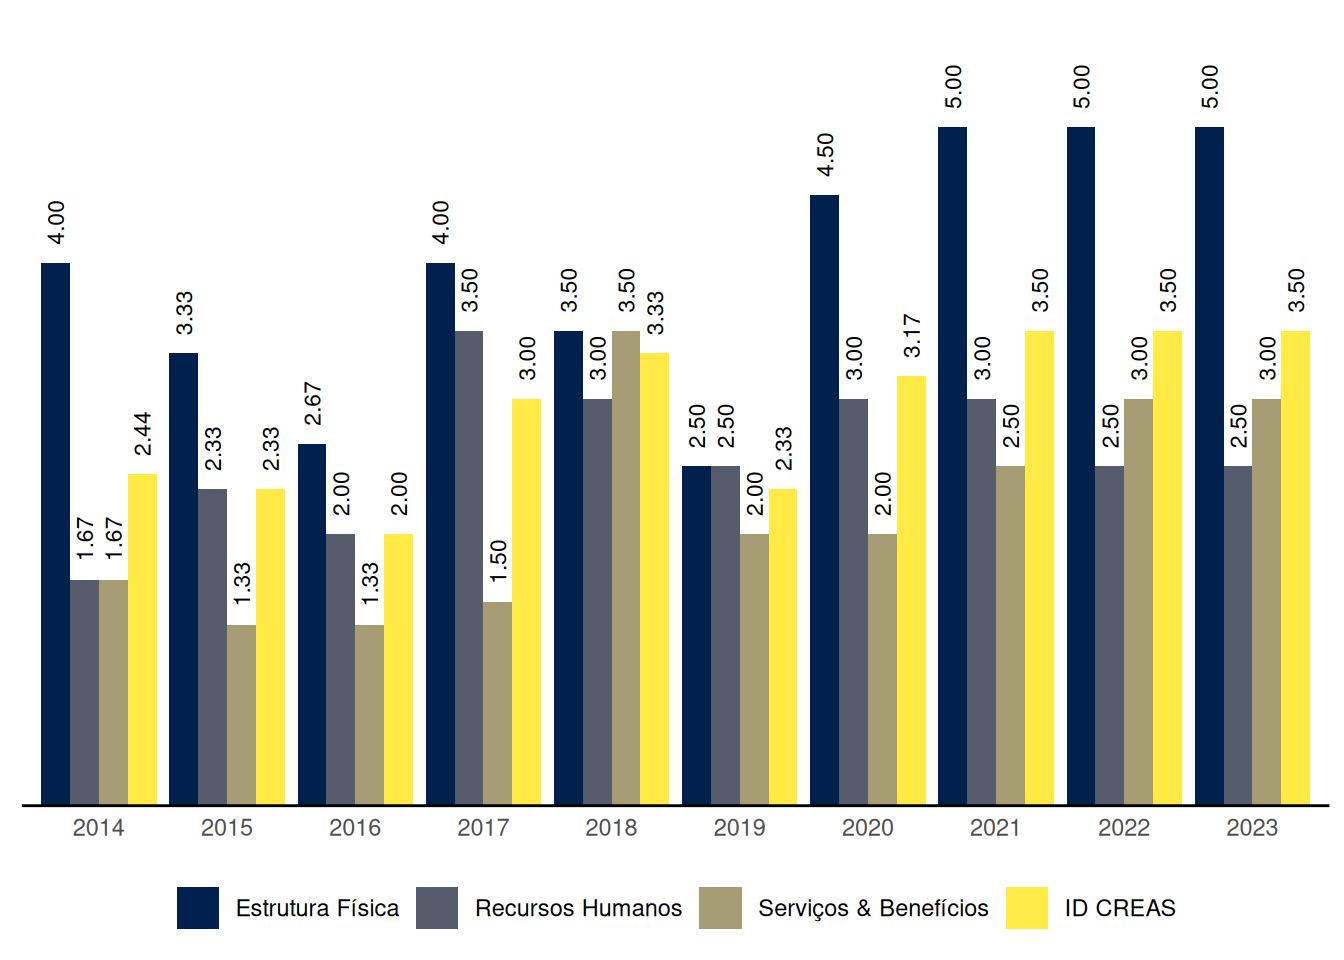 4.00 1.67 1.67 2.44
3.33 2.33 1.33 2.33
2.67 2.00 1.33 2.00
4.00 3.50 1.50 3.00
3.50 3.00 3.50 3.33
2.50 2.50 2.00 2.33
4.50 3.00 2.00 3.17
5.00 3.00 2.50 3.50
5.00 2.50 3.00 3.50
5.00 2.50 3.00 3.50
2014 2015 2016 2017 2018 2019 2020 2021 2022 2023
Estrutura Física Recursos Humanos Serviços & Benefícios ID CREAS